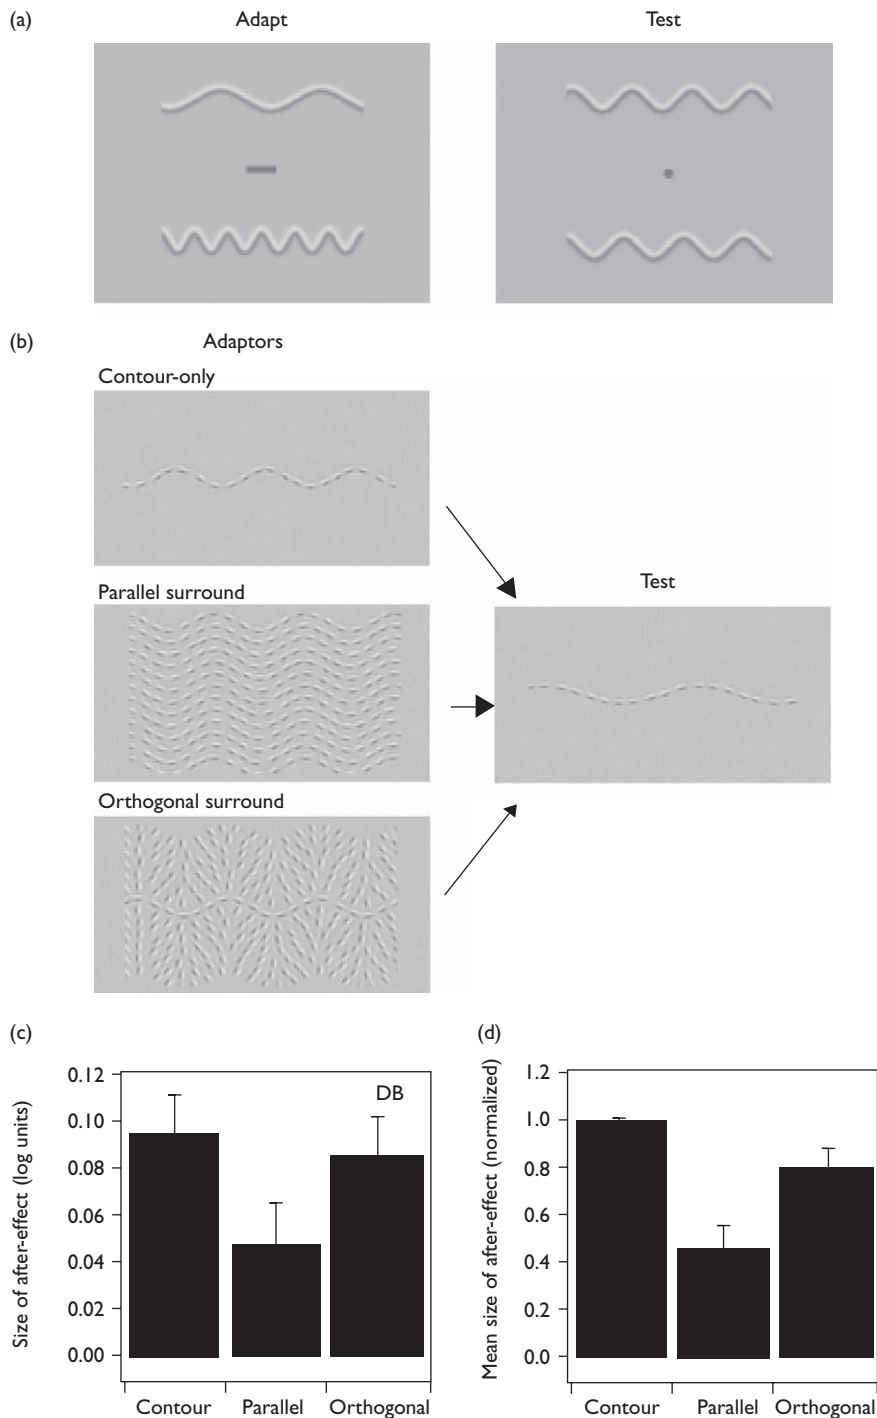 (a)
Adapt Test
(b)
Adaptors
Contour-only
Parallel surround
Test
Orthogonal surround
(c)
Size of after-effect (log units)
0.12
0.10
0.08
0.06
0.04
0.02
0.00
DB
Contour Parallel Orthogonal
(d)
Mean size of after-effect (normalized)
1.2
1.0
0.8
0.6
0.4
0.2
0.0
Contour Parallel Orthogonal